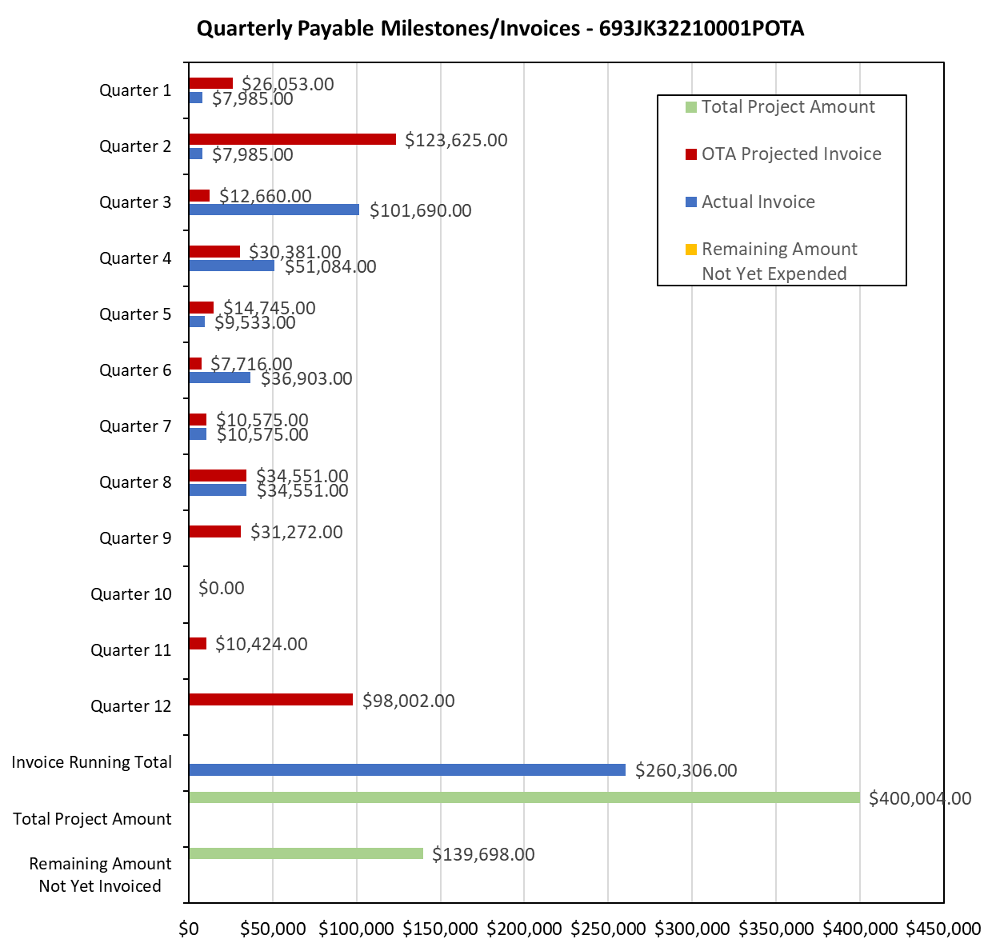 Quarterly Payable Milestones/Invoices - 693JK32210001POTA
Total Project Amount
OTA Projected Invoice
Actual Invoice
Remaining Amount
Not Yet Expended
Quarter 1
$26,053.00
$7,985.00
Quarter 2
$123,625.00
$7,985.00
Quarter 3
$12,660.00
$101,690.00
Quarter 4
$30,381.00
$51,084.00
Quarter 5
$14,745.00
$9,533.00
Quarter 6
$7,716.00
$36,903.00
Quarter 7
$10,575.00
$10,575.00
Quarter 8
$34,551.00
$34,551.00
Quarter 9
$31,272.00
Quarter 10
$0.00
Quarter 11
$10,424.00
Quarter 12
$98,002.00
Invoice Running Total
$260,306.00
Total Project Amount
$400,004.00
Remaining Amount
Not Yet Invoiced
$139,698.00
$0 $50,000 $100,000 $150,000 $200,000 $250,000 $300,000 $350,000 $400,000 $450,000